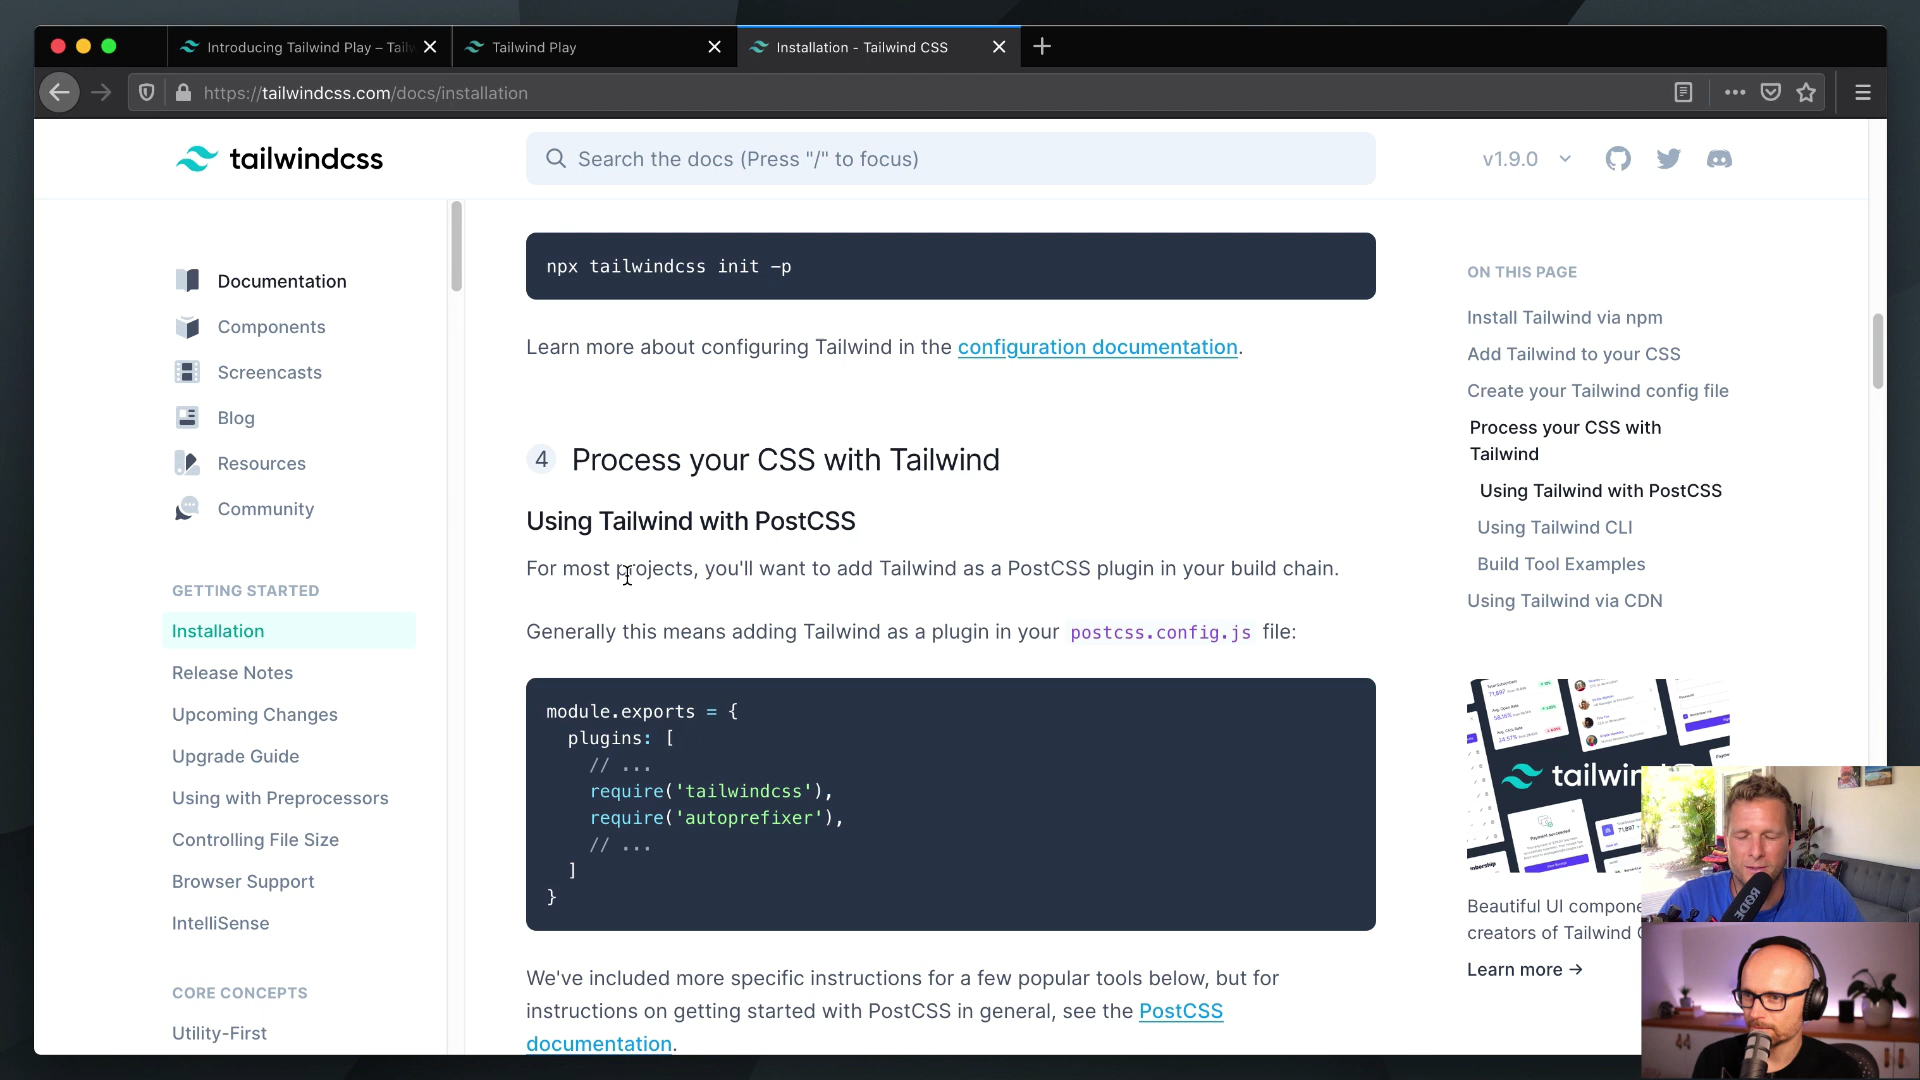 Introducing Tailwind Play – Tail
Tailwind Play
Installation - Tailwind CSS
https://tailwindcss.com/docs/installation
tailwindcss
Search the docs (Press "/" to focus)
v1.9.0
Documentation
Components
Screencasts
Blog
Resources
Community
GETTING STARTED
Installation
Release Notes
Upcoming Changes
Upgrade Guide
Using with Preprocessors
Controlling File Size
Browser Support
IntelliSense
CORE CONCEPTS
Utility-First
npx tailwindcss init -p
Learn more about configuring Tailwind in the configuration documentation.
4 Process your CSS with Tailwind
Using Tailwind with PostCSS
For most projects, you'll want to add Tailwind as a PostCSS plugin in your build chain.
Generally this means adding Tailwind as a plugin in your postcss.config.js file:
module.exports = {
plugins: [
// ...
require('tailwindcss'),
require('autoprefixer'),
// ...
]
}
We've included more specific instructions for a few popular tools below, but for
instructions on getting started with PostCSS in general, see the PostCSS
documentation.
ON THIS PAGE
Install Tailwind via npm
Add Tailwind to your CSS
Create your Tailwind config file
Process your CSS with
Tailwind
Using Tailwind with PostCSS
Using Tailwind CLI
Build Tool Examples
Using Tailwind via CDN
71,897
58.16%
24.57%
tailwin
Beautiful UI compone
creators of Tailwind
Learn more →
RØDE